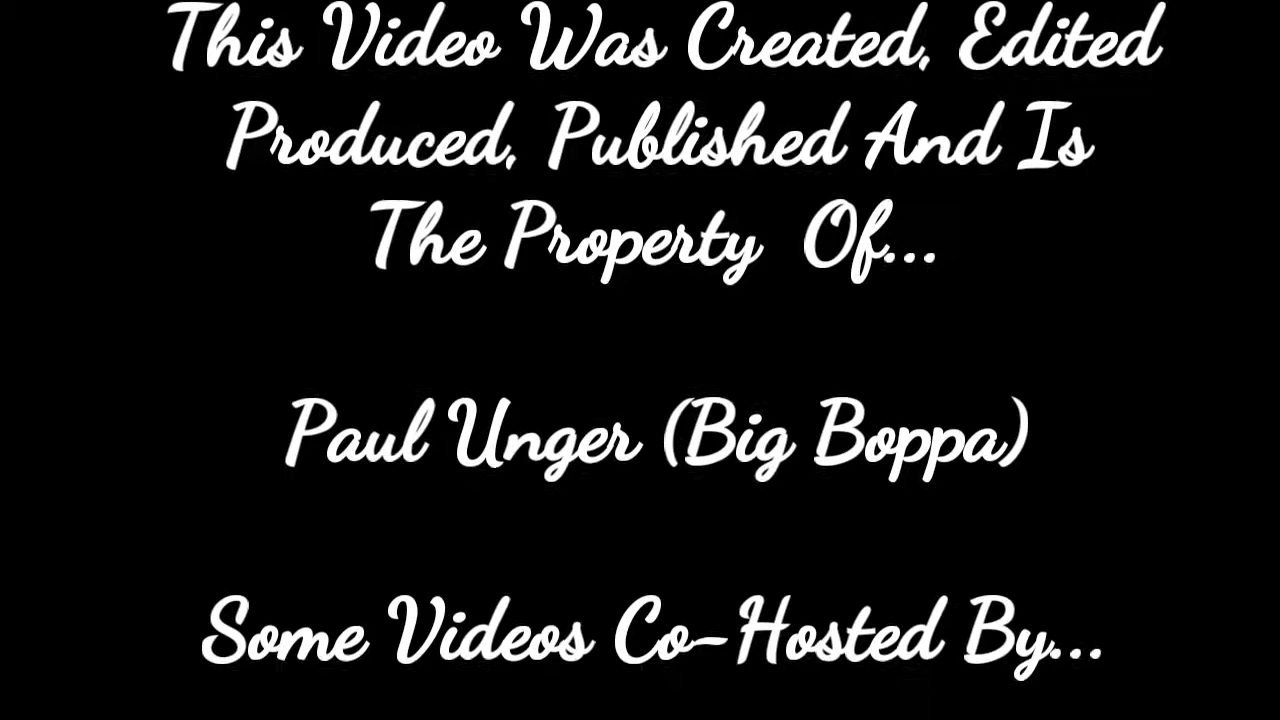 This Video Was Created, Edited
Produced, Published And Is
The Property Of...
Paul Unger (Big Boppa)
Some Videos Co-Hosted By...